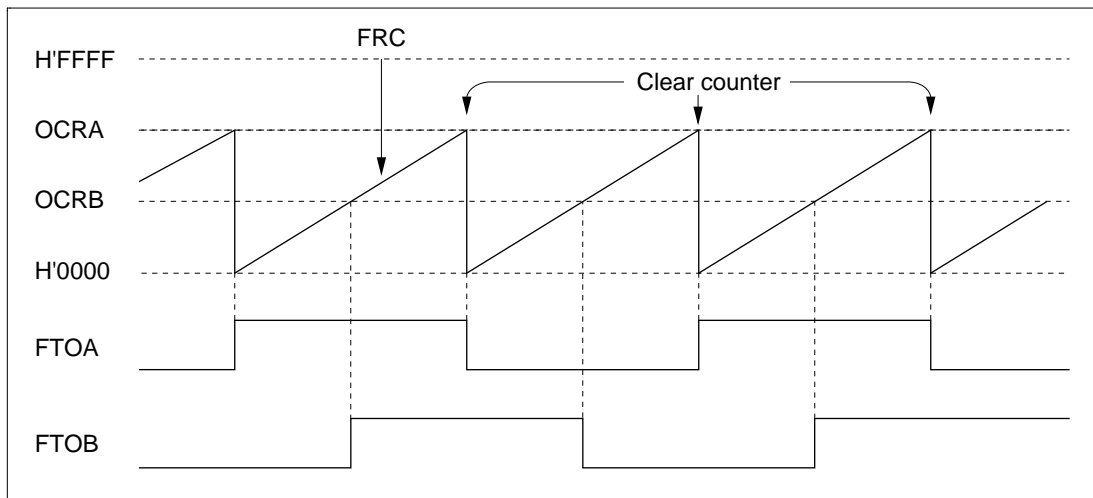 FRC
H'FFFF
Clear counter
OCRA
OCRB
H'0000
FTOA
FTOB